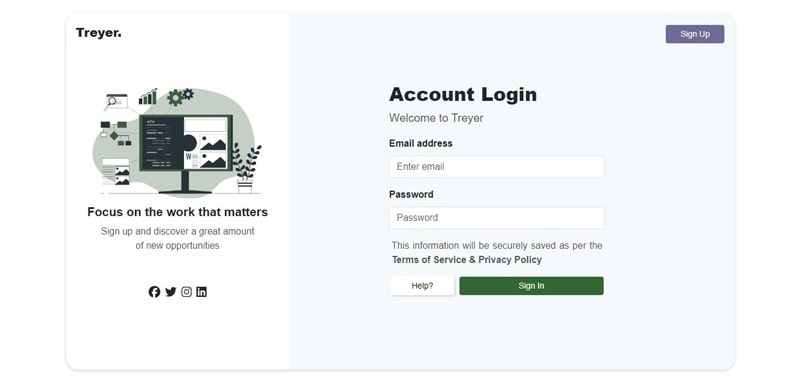 Treyer.
Sign Up
Focus on the work that matters
Sign up and discover a great amount
of new opportunities
Account Login
Welcome to Treyer
Email address
Enter email
Password
Password
This information will be securely saved as per the
Terms of Service & Privacy Policy
Help?
Sign In